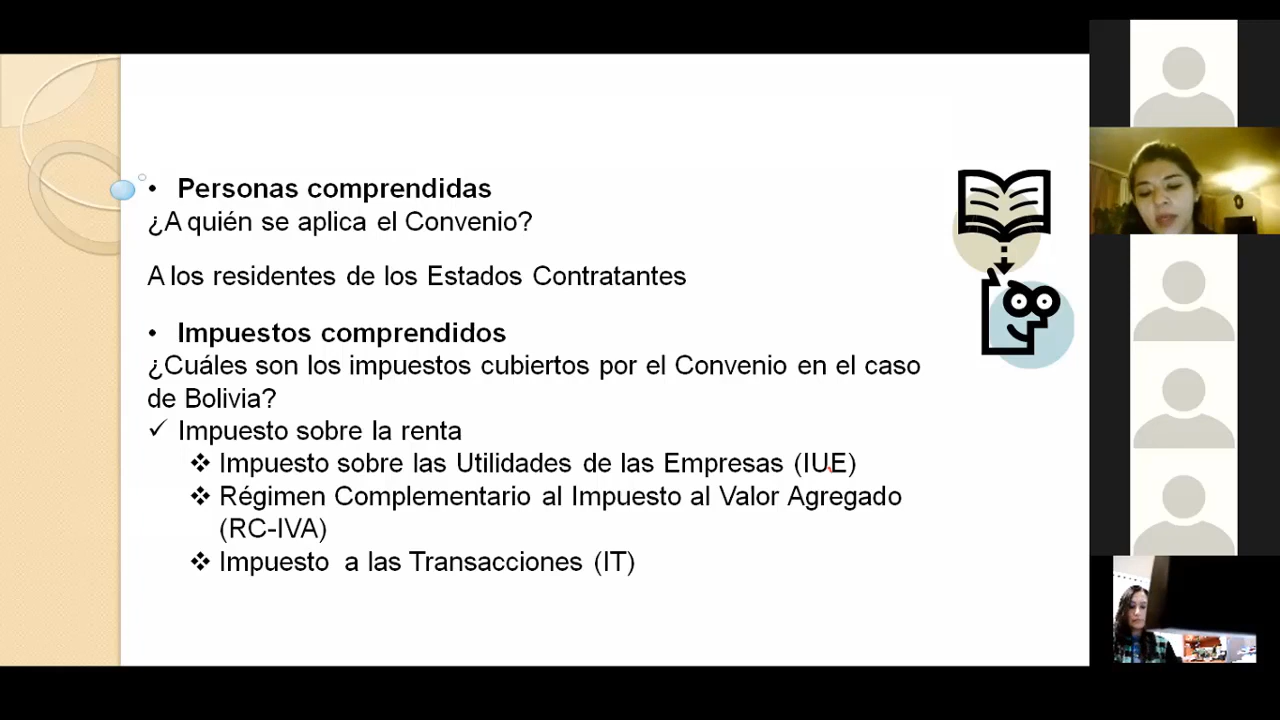 • Personas comprendidas
¿A quién se aplica el Convenio?
A los residentes de los Estados Contratantes
• Impuestos comprendidos
¿Cuáles son los impuestos cubiertos por el Convenio en el caso
de Bolivia?
✓ Impuesto sobre la renta
❖ Impuesto sobre las Utilidades de las Empresas (IUE)
❖ Régimen Complementario al Impuesto al Valor Agregado
(RC-IVA)
❖ Impuesto a las Transacciones (IT)